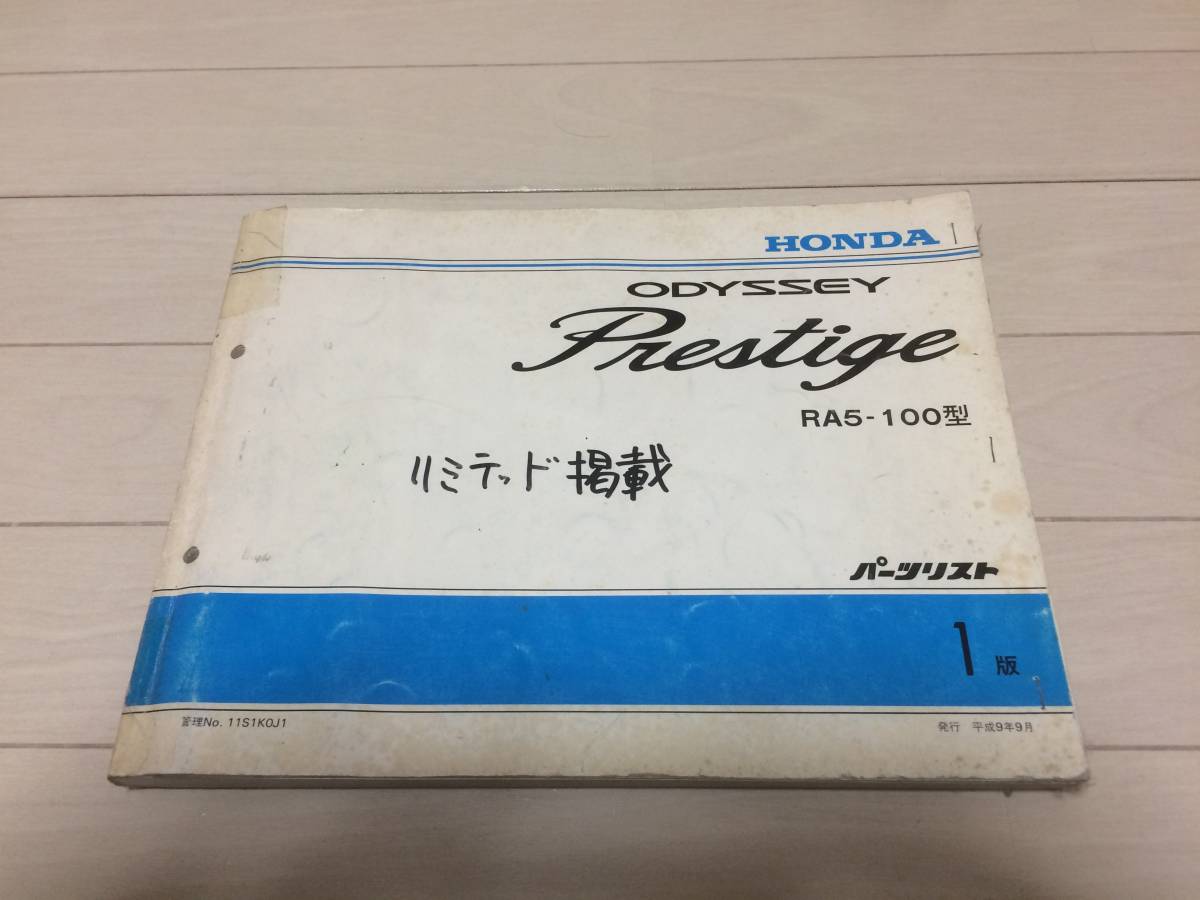 HONDA
ODYSSEY
Prestige
RA5-100型
リミテッド掲載
パーツリスト
1版
管理No. 11S1K0J1
発行 平成9年9月